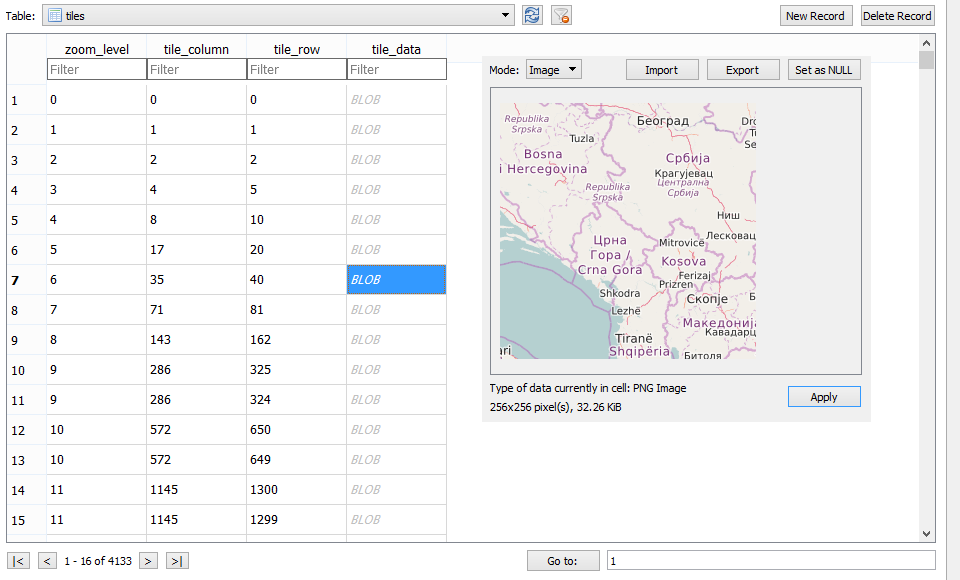 Table: tiles New Record Delete Record
zoom_level tile_column tile_row tile_data
Filter Filter Filter Filter
1 0 0 0 BLOB
2 1 1 1 BLOB
3 2 2 2 BLOB
4 3 4 5 BLOB
5 4 8 10 BLOB
6 5 17 20 BLOB
7 6 35 40 BLOB
8 7 71 81 BLOB
9 8 143 162 BLOB
10 9 286 325 BLOB
11 9 286 324 BLOB
12 10 572 650 BLOB
13 10 572 649 BLOB
14 11 1145 1300 BLOB
15 11 1145 1299 BLOB
Mode: Image Import Export Set as NULL
Republika
Srpska
Београд
Dro
Tu
Se
Tuzla
Bosna
i Hercegovina
Србија
Крагујевац
Централна
Србија
Republika
Srpska
Ниш
Лесковац
Црна
Гора /
Crna Gora
Mitrovicë
Kosova
Ferizaj
Prizren
Shkodra
Скопје
Б
Lezhë
Македониј
Кавадарц
Tiranë
Shqipëria
Битола
ari
Type of data currently in cell: PNG Image
256x256 pixel(s), 32.26 KiB
Apply
|< < 1 - 16 of 4133 > >| Go to: 1